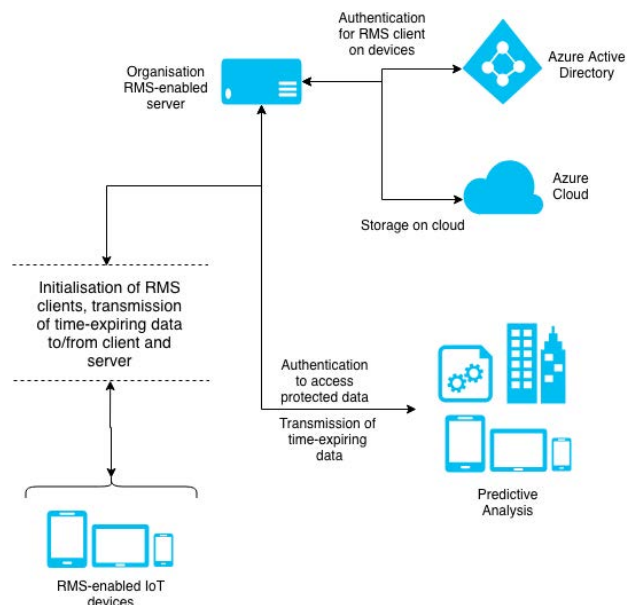 Authentication
for RMS client
on devices
Organisation
RMS-enabled
server
Azure Active
Directory
Azure
Cloud
Storage on cloud
Initialisation of RMS
clients, transmission
of time-expiring data
to/from client and
server
Authentication
to access
protected data
Transmission of
time-expiring
data
Predictive
Analysis
RMS-enabled IoT
devices